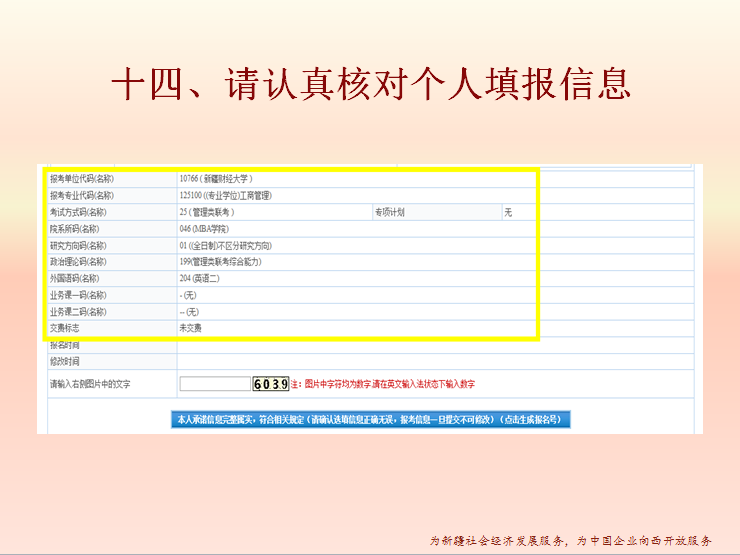 十四、请认真核对个人填报信息
报考单位代码(名称) 10766 ( 新疆财经大学 )
报考专业代码(名称) 125100 ((专业学位)工商管理)
考试方式码(名称) 25 ( 管理类联考 ) 专项计划 无
院系所码(名称) 046 (MBA学院)
研究方向码(名称) 01 ((全日制)不区分研究方向)
政治理论码(名称) 199(管理类联考综合能力)
外国语码(名称) 204 (英语二)
业务课一码(名称) - (无)
业务课二码(名称) -- (无)
交费标志 未交费
报名时间
修改时间
请输入右侧图片中的文字 6039 注：图片中字符均为数字,请在英文输入法状态下输入数字
本人承诺信息完整属实，符合相关规定（请确认选填信息正确无误，报考信息一旦提交不可修改）（点击生成报名号）
为新疆社会经济发展服务，为中国企业向西开放服务